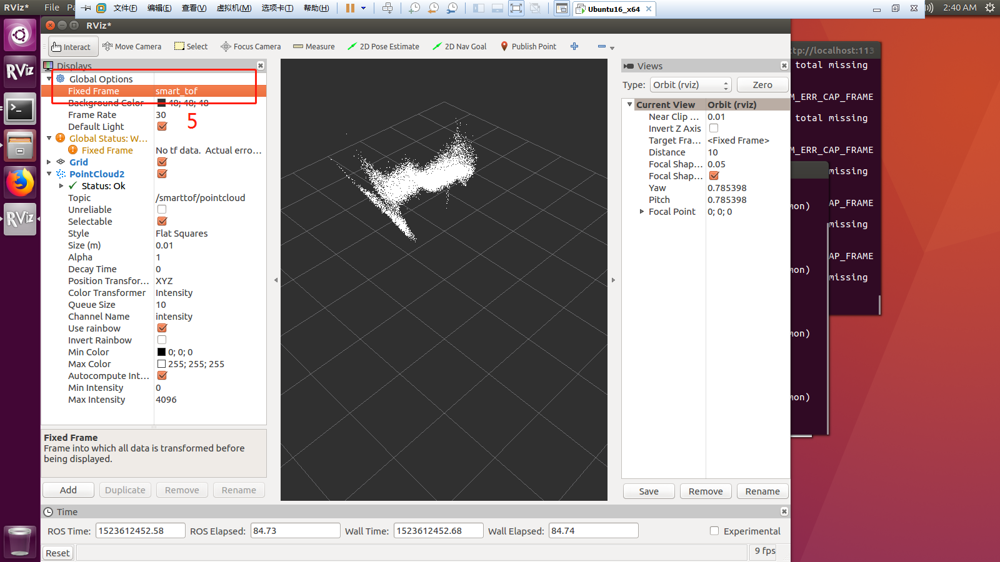 RViz*
File
Pa
文件(F)
编辑(E)
查看(V)
虚拟机(M)
选项卡(T)
帮助(H)
Ubuntu16_x64
2:40 AM
RViz*
Interact
Move Camera
Select
Focus Camera
Measure
2D Pose Estimate
2D Nav Goal
Publish Point
Displays
Global Options
Fixed Frame smart_tof
Background Color 48; 48; 48
Frame Rate 30
5
Default Light
Global Status: W...
Fixed Frame No tf data. Actual erro...
Grid
PointCloud2
Status: Ok
Topic /smarttof/pointcloud
Unreliable
Selectable
Style Flat Squares
Size (m) 0.01
Alpha 1
Decay Time 0
Position Transfor... XYZ
Color Transformer Intensity
Queue Size 10
Channel Name intensity
Use rainbow
Invert Rainbow
Min Color 0; 0; 0
Max Color 255; 255; 255
Autocompute Int...
Min Intensity 0
Max Intensity 4096
Fixed Frame
Frame into which all data is transformed before
being displayed.
Add Duplicate Remove Rename
Views
Type: Orbit (rviz) Zero
Current View Orbit (rviz)
Near Clip ... 0.01
Invert Z Axis
Target Fra... <Fixed Frame>
Distance 10
Focal Shap... 0.05
Focal Shap...
Yaw 0.785398
Pitch 0.785398
Focal Point 0; 0; 0
Save Remove Rename
Time
ROS Time: 1523612452.58 ROS Elapsed: 84.73 Wall Time: 1523612452.68 Wall Elapsed: 84.74 Experimental
Reset 9 fps
RViz
RViz
ttp://localhost:113
total missing
M_ERR_CAP_FRAME
total missing
M_ERR_CAP_FRAME
missing
AP_FRAME
mon)
missing
AP_FRAME
mon)
missing
mon)
mon)